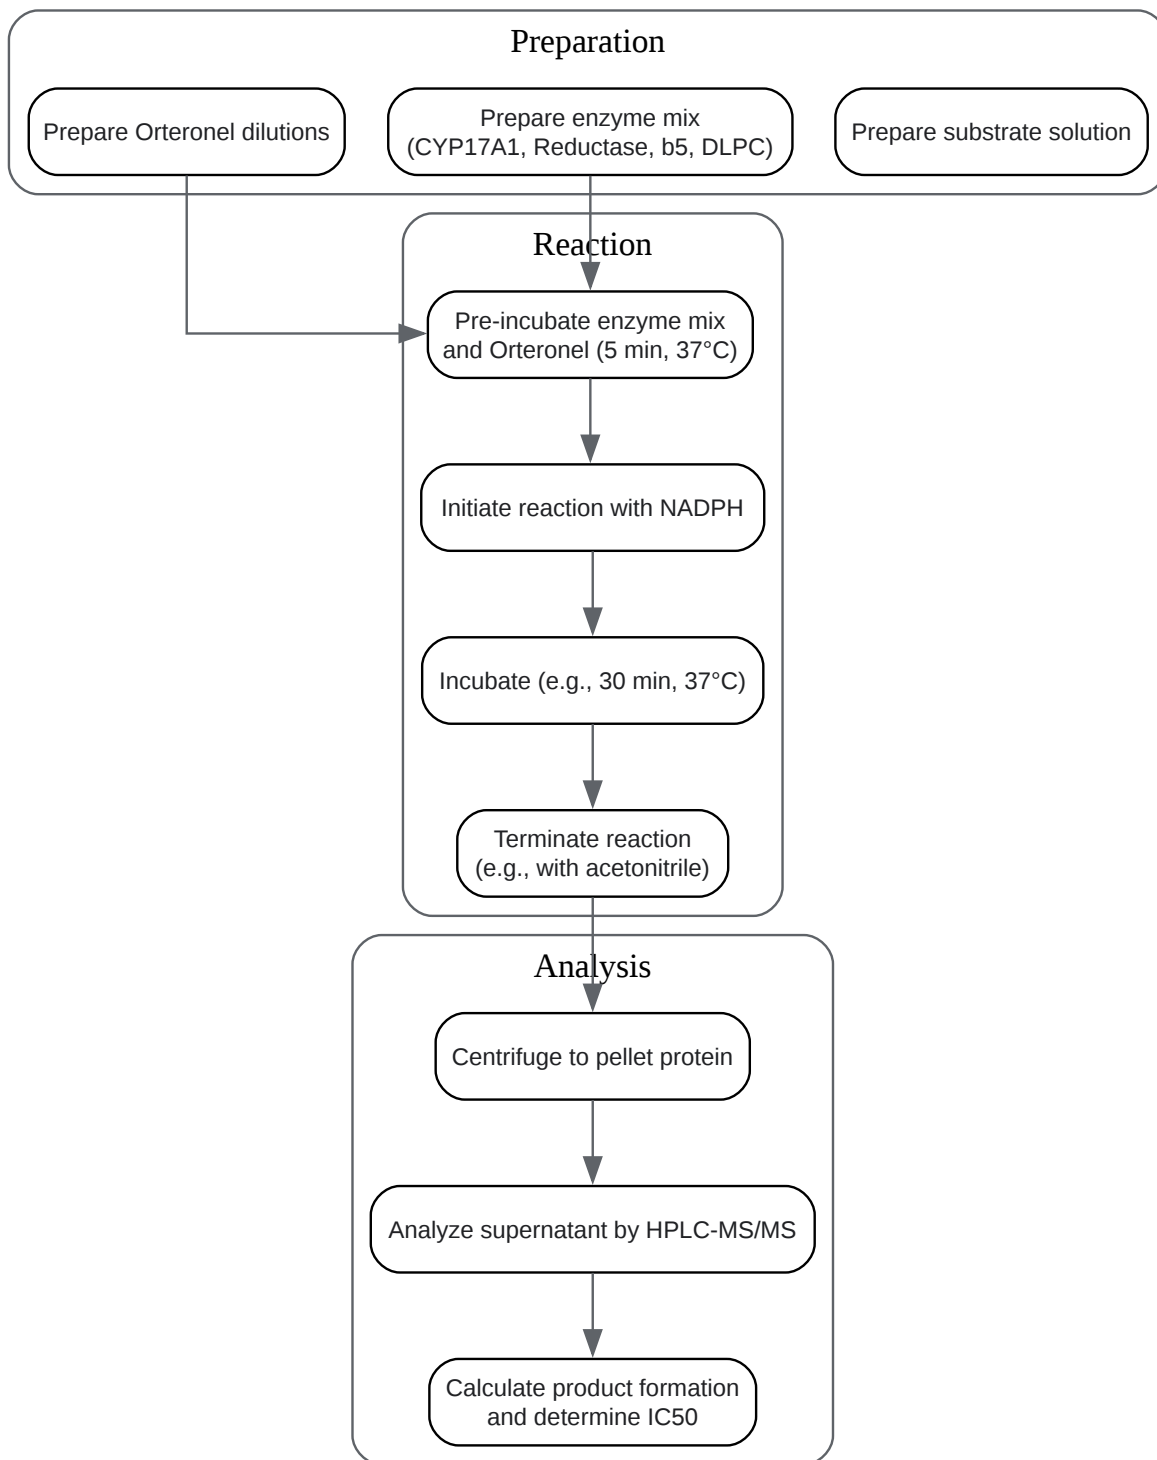 Preparation
Prepare Orteronel dilutions
Prepare enzyme mix
(CYP17A1, Reductase, b5, DLPC)
Prepare substrate solution
Reaction
Pre-incubate enzyme mix
and Orteronel (5 min, 37°C)
Initiate reaction with NADPH
Incubate (e.g., 30 min, 37°C)
Terminate reaction
(e.g., with acetonitrile)
Analysis
Centrifuge to pellet protein
Analyze supernatant by HPLC-MS/MS
Calculate product formation
and determine IC50